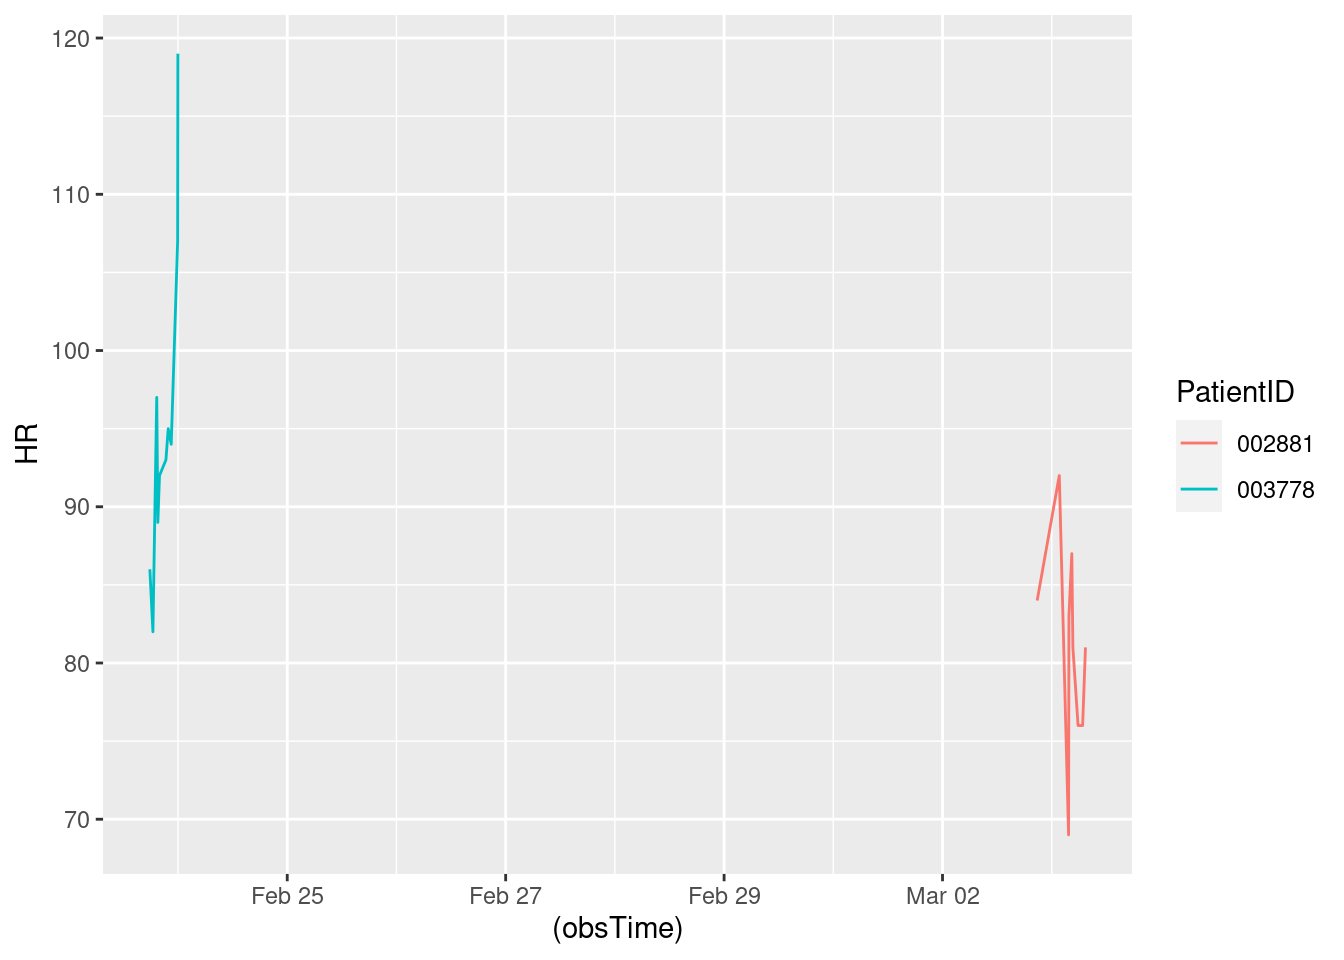 120
110
100
90
80
70
HR
Feb 25
Feb 27
Feb 29
Mar 02
(obsTime)
PatientID
002881
003778